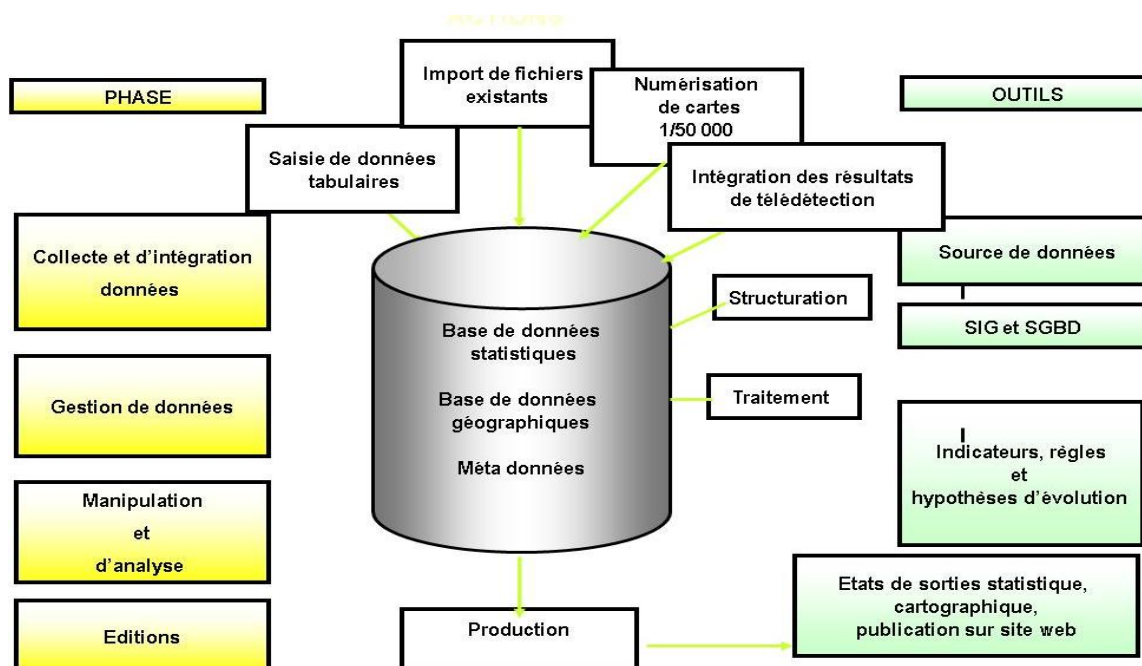 ACTIONS
PHASE
Import de fichiers
existants
Numérisation
de cartes
1/50 000
OUTILS
Saisie de données
tabulaires
Intégration des résultats
de télédétection
Collecte et d’intégration
données
Source de données
Structuration
SIG et SGBD
Base de données
statistiques
Base de données
géographiques
Méta données
Gestion de données
Traitement
Indicateurs, règles
et
hypothéses d’évolution
Manipulation
et
d’analyse
Editions
Production
Etats de sorties statistique,
cartographique,
publication sur site web